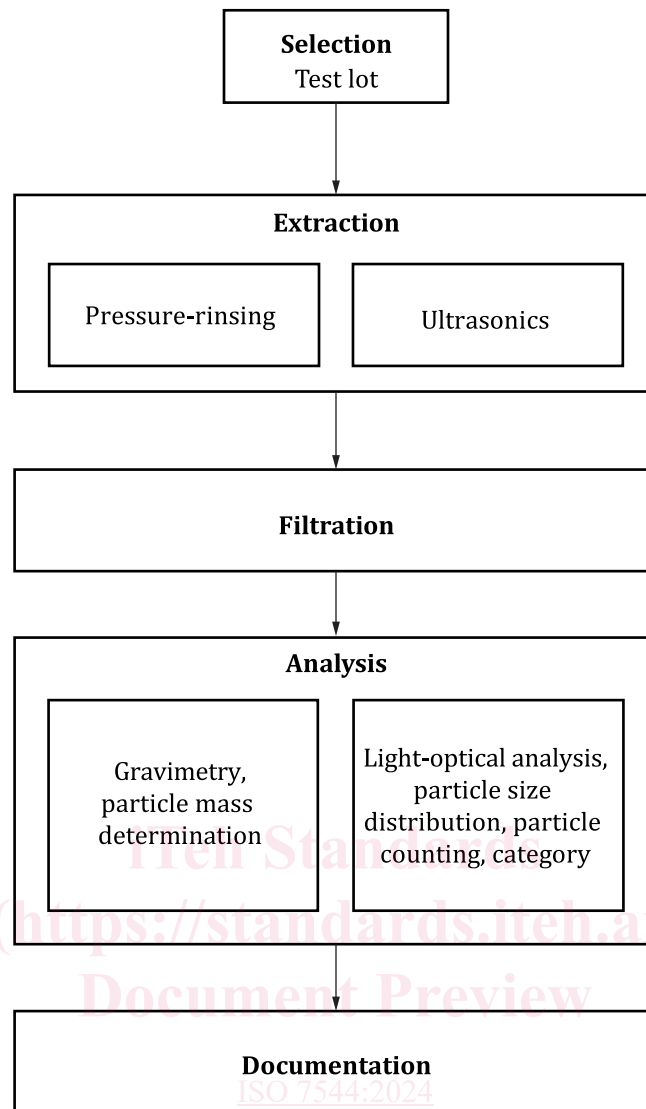 Selection
Test lot
Extraction
Pressure-rinsing
Ultrasonics
Filtration
Analysis
Gravimetry,
particle mass
determination
Light-optical analysis,
particle size
distribution, particle
counting, category
iTeh Standards
(https://standards.iteh.a
Document Preview
Documentation
ISO 7544:2024